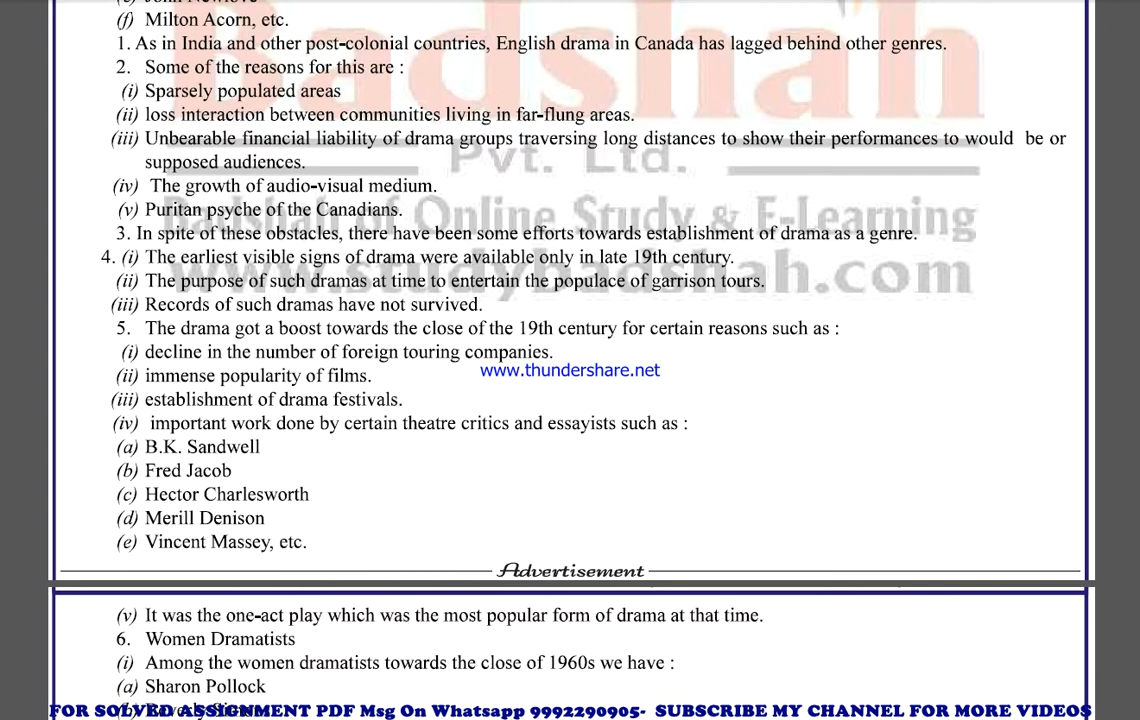 (f) Milton Acorn, etc.
1. As in India and other post-colonial countries, English drama in Canada has lagged behind other genres.
2. Some of the reasons for this are :
(i) Sparsely populated areas
(ii) loss interaction between communities living in far-flung areas.
(iii) Unbearable financial liability of drama groups traversing long distances to show their performances to would be or
supposed audiences.
(iv) The growth of audio-visual medium.
(v) Puritan psyche of the Canadians.
3. In spite of these obstacles, there have been some efforts towards establishment of drama as a genre.
4. (i) The earliest visible signs of drama were available only in late 19th century.
(ii) The purpose of such dramas at time to entertain the populace of garrison tours.
(iii) Records of such dramas have not survived.
5. The drama got a boost towards the close of the 19th century for certain reasons such as :
(i) decline in the number of foreign touring companies.
www.thundershare.net
(ii) immense popularity of films.
(iii) establishment of drama festivals.
(iv) important work done by certain theatre critics and essayists such as :
(a) B.K. Sandwell
(b) Fred Jacob
(c) Hector Charlesworth
(d) Merill Denison
(e) Vincent Massey, etc.
Advertisement
(v) It was the one-act play which was the most popular form of drama at that time.
6. Women Dramatists
(i) Among the women dramatists towards the close of 1960s we have :
(a) Sharon Pollock
FOR SOLVED ASSIGNMENT PDF Msg On Whatsapp 9992290905- SUBSCRIBE MY CHANNEL FOR MORE VIDEOS
Badshah
Pvt. Ltd.
Badshah of Online Study & E-Learning
www.studybadshah.com